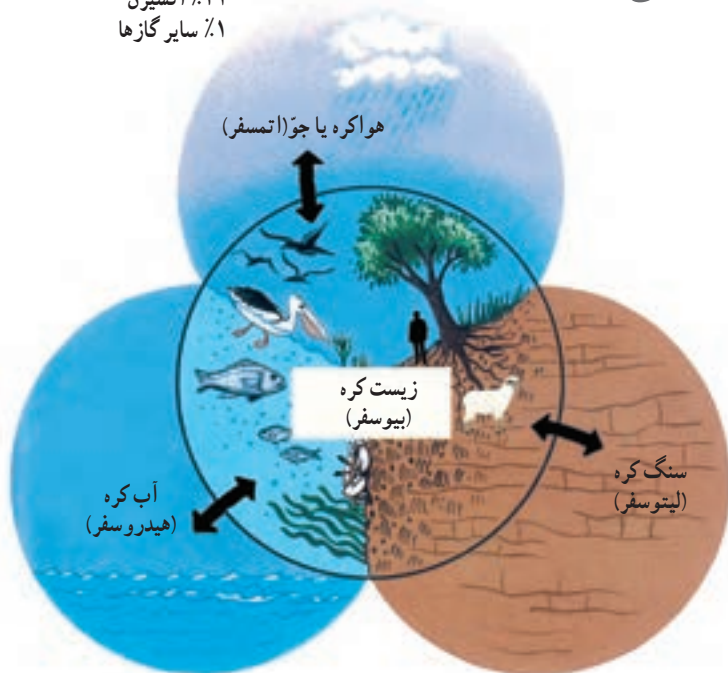 ٪۱ سایر گازها
هواکره یا جوّ(اتمسفر)
زیست کره
(بیوسفر)
سنگ کره
(لیتوسفر)
آب کره
(هیدروسفر)